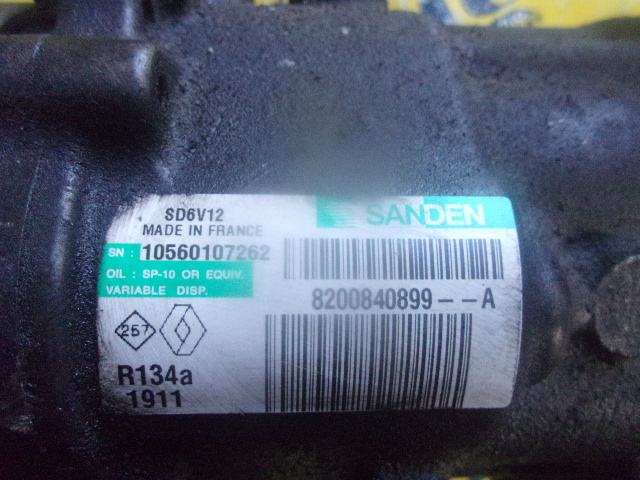 SD6V12
MADE IN FRANCE
SANDEN
SN : 10560107262
OIL : SP-10 OR EQUIV.
VARIABLE DISP.
8200840899--A
257
R134a
1911